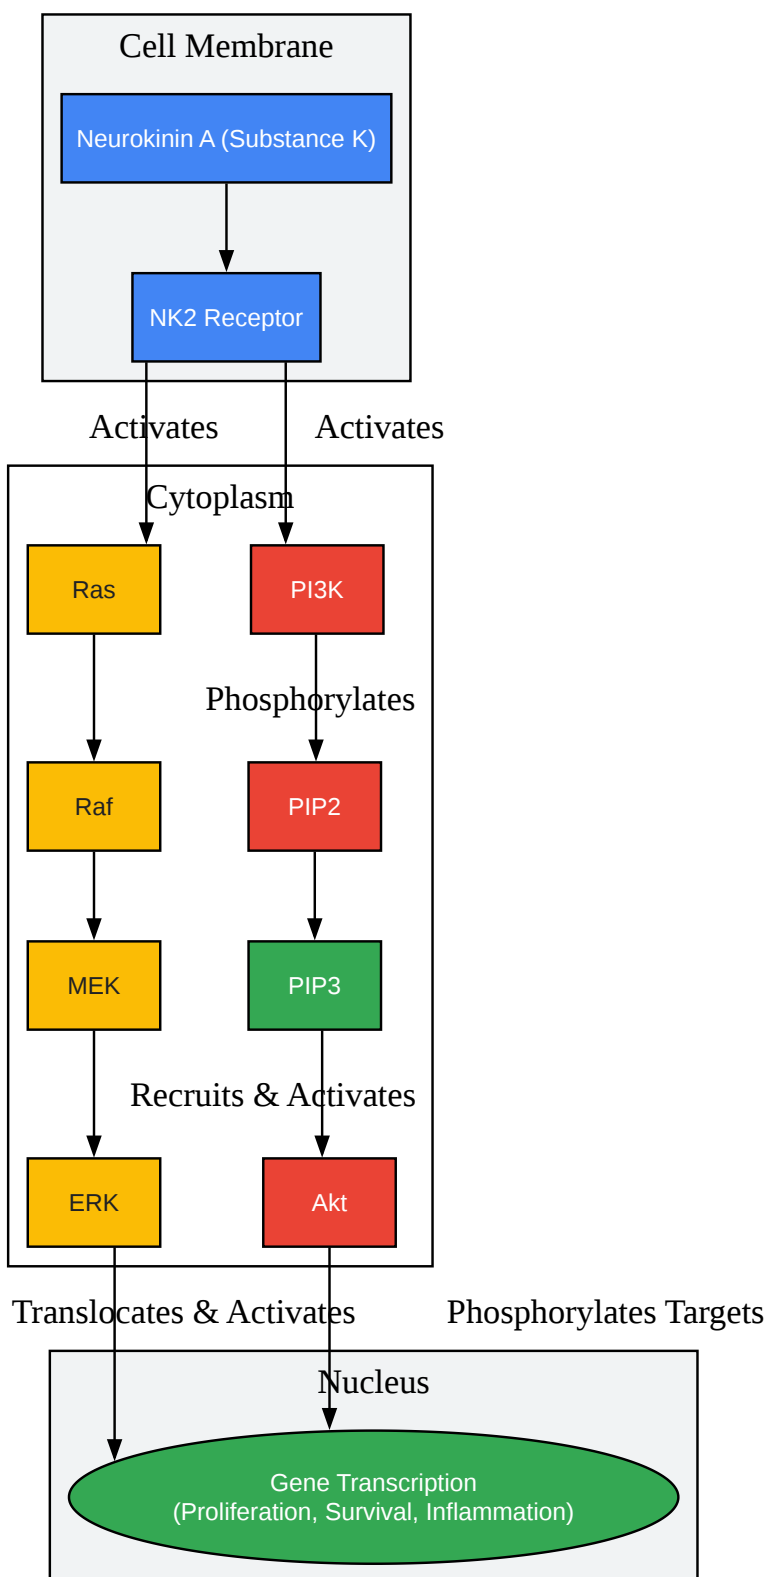 Cell Membrane
Neurokinin A (Substance K)
NK2 Receptor
Activates
Activates
Cytoplasm
Ras
PI3K
Phosphorylates
Raf
PIP2
MEK
PIP3
Recruits & Activates
ERK
Akt
Translocates & Activates
Phosphorylates Targets
Nucleus
Gene Transcription
(Proliferation, Survival, Inflammation)